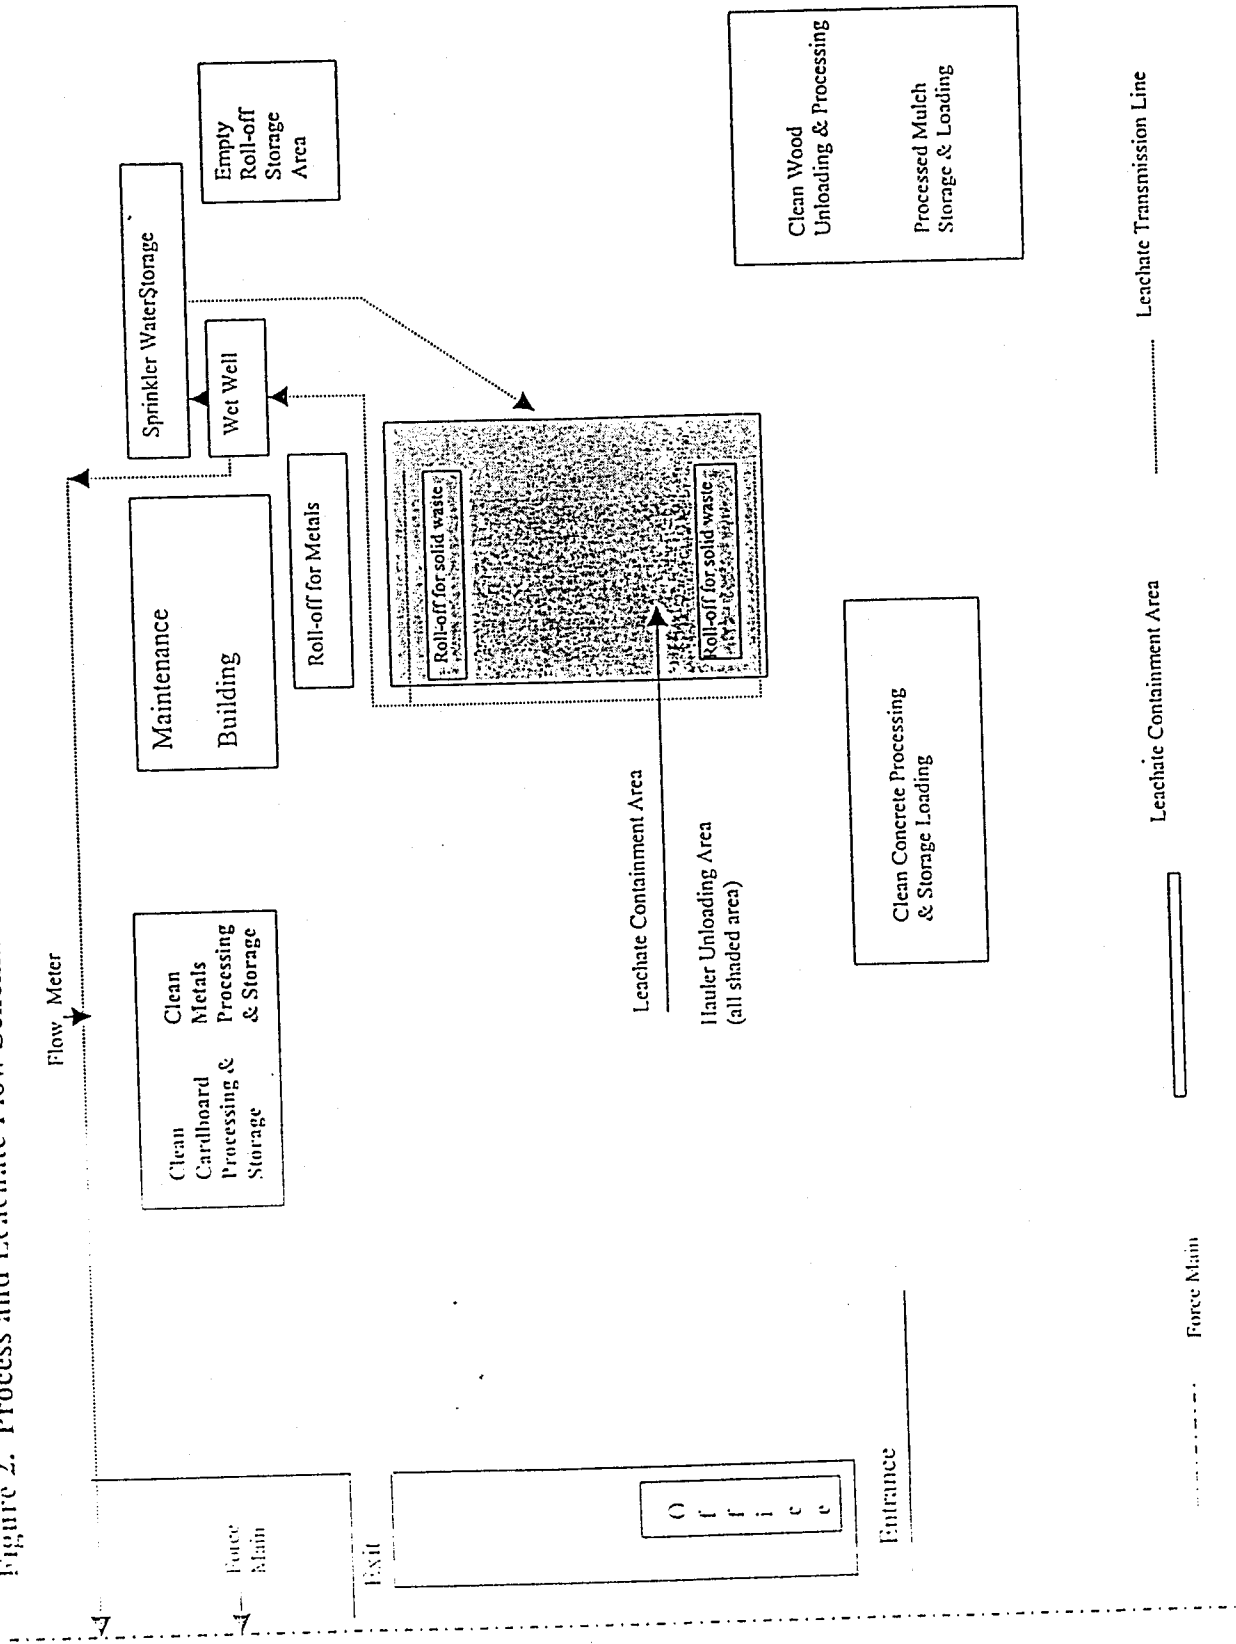 Figure 2. Process and Leachate Flow
Flow Meter
Force
Main
Exit
Office
Entrance
Clean
Cardboard
Processing &
Storage
Clean
Metals
Processing
& Storage
Maintenance
Building
Roll-off for Metals
Sprinkler WaterStorage
Wet Well
Empty
Roll-off
Storage
Area
Roll-off for solid waste
Roll-off for solid waste
Leachate Containment Area
Hauler Unloading Area
(all shaded area)
Clean Concrete Processing
& Storage Loading
Clean Wood
Unloading & Processing
Processed Mulch
Storage & Loading
Force Main
Leachate Containment Area
Leachate Transmission Line